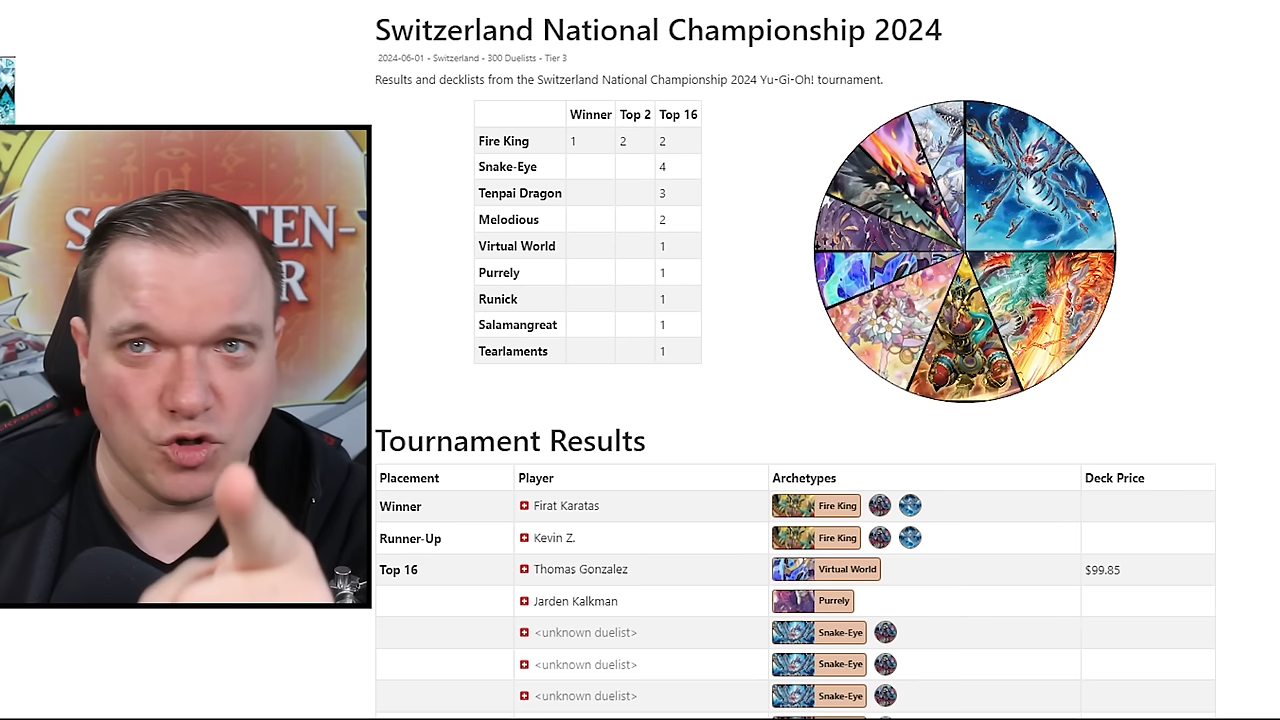 Switzerland National Championship 2024
2024-06-01 - Switzerland - 300 Duelists - Tier 3
Results and decklists from the Switzerland National Championship 2024 Yu-Gi-Oh! tournament.
Winner Top 2 Top 16
Fire King 1 2 2
Snake-Eye 4
Tenpai Dragon 3
Melodious 2
Virtual World 1
Purrely 1
Runick 1
Salamangreat 1
Tearlaments 1
Tournament Results
Placement Player Archetypes Deck Price
Winner Firat Karatas Fire King
Runner-Up Kevin Z. Fire King
Top 16 Thomas Gonzalez Virtual World $99.85
Jarden Kalkman Purrely
<unknown duelist> Snake-Eye
<unknown duelist> Snake-Eye
<unknown duelist> Snake-Eye